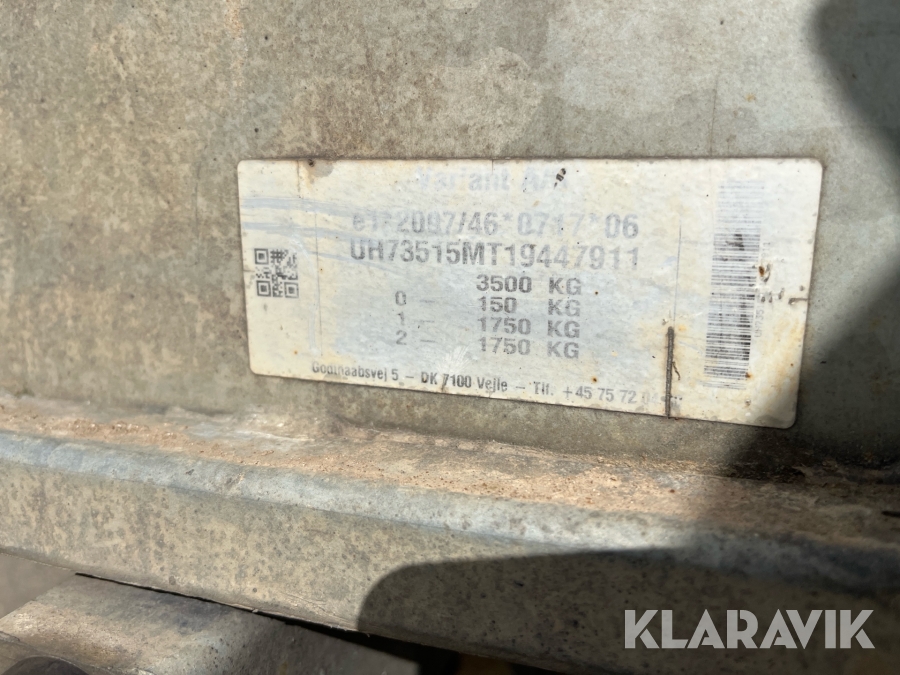 Variant A/S
e1*2007/46*0717*06
UH73515MT19447911
3500 KG
0 – 150 KG
1 – 1750 KG
2 – 1750 KG
Godthaabsvej 5 – DK 7100 Vejle – Tlf. +45 75 72
KLARAVIK